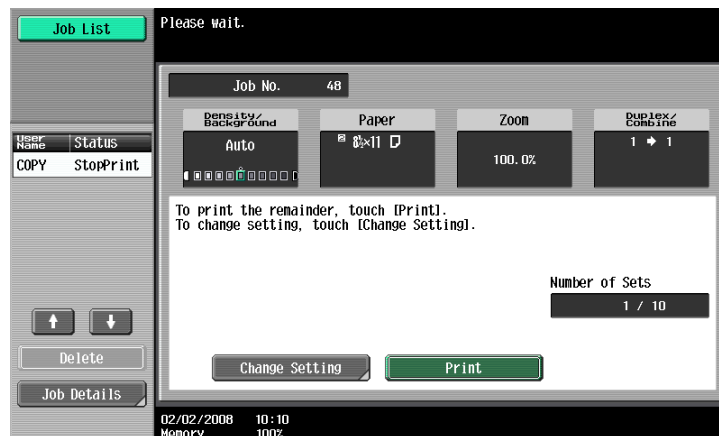 Job List
Please wait.
Job No. 48
Density/
Background
Paper
Zoom
Duplex/
Combine
User
Name
Status
Auto
8½×11
100.0%
1 → 1
COPY StopPrint
To print the remainder, touch [Print].
To change setting, touch [Change Setting].
Number of Sets
1 / 10
Delete
Change Setting
Print
Job Details
02/02/2008 10:10
Memory 100%